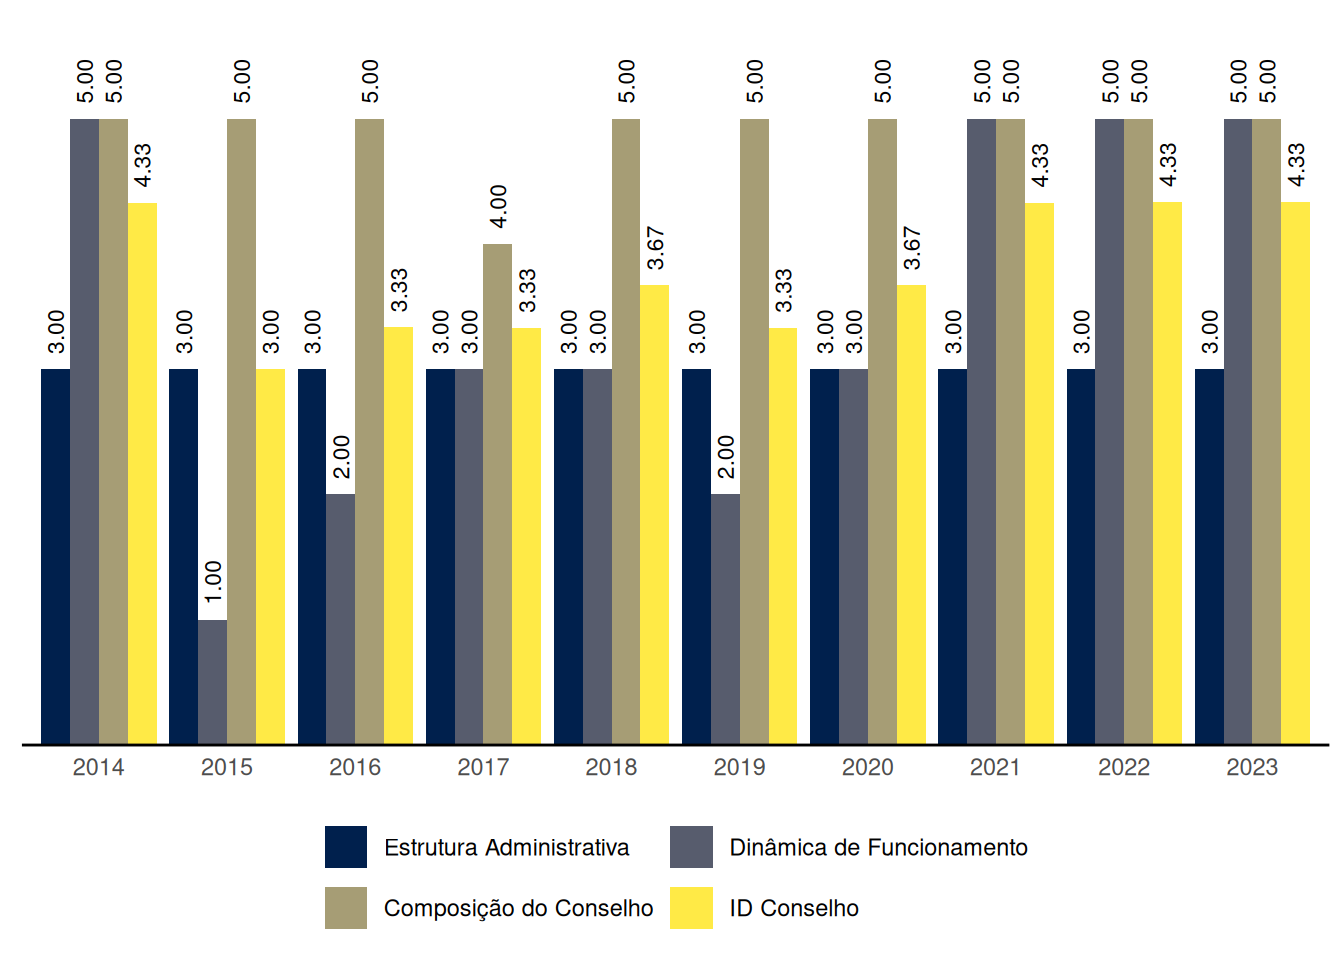 5.00 5.00 5.00 5.00 5.00 5.00 5.00 5.00 5.00 5.00 5.00 5.00 5.00
4.33 4.33 4.33 4.33
4.00
3.67 3.67
3.33 3.33 3.33
3.00 3.00 3.00 3.00 3.00 3.00 3.00 3.00 3.00 3.00 3.00 3.00 3.00 3.00
2.00 2.00
1.00
2014 2015 2016 2017 2018 2019 2020 2021 2022 2023
Estrutura Administrativa Dinâmica de Funcionamento
Composição do Conselho ID Conselho